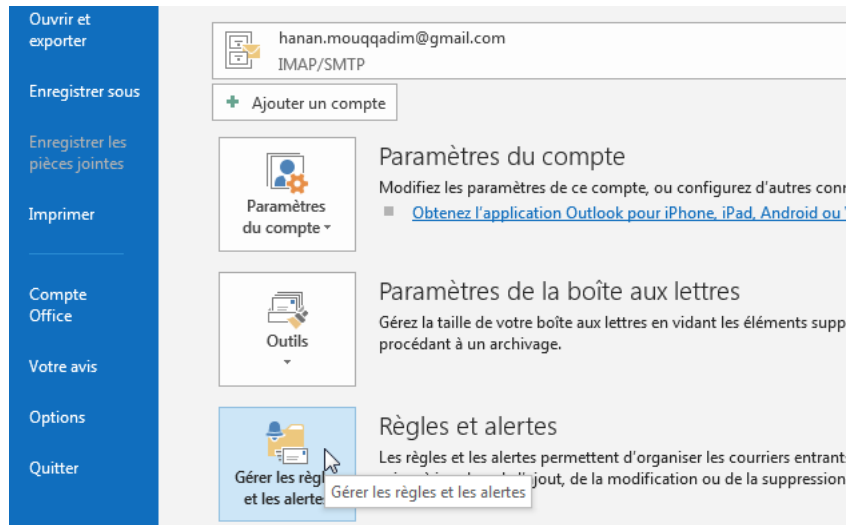 Ouvrir et
exporter
Enregistrer sous
Enregistrer les
pièces jointes
Imprimer
Compte
Office
Votre avis
Options
Quitter
hanan.mouqqadim@gmail.com
IMAP/SMTP
Ajouter un compte
Paramètres
du compte
Paramètres du compte
Modifiez les paramètres de ce compte, ou configurez d'autres
Obtenez l'application Outlook pour iPhone, iPad, Android ou
Outils
Paramètres de la boîte aux lettres
Gérez la taille de votre boîte aux lettres en vidant les éléments
procédant à un archivage.
Gérer les
et les
Règles et alertes
Les règles et les alertes permettent d'organiser les courriers
de la modification ou de la suppression
Gérer les règles et les alertes